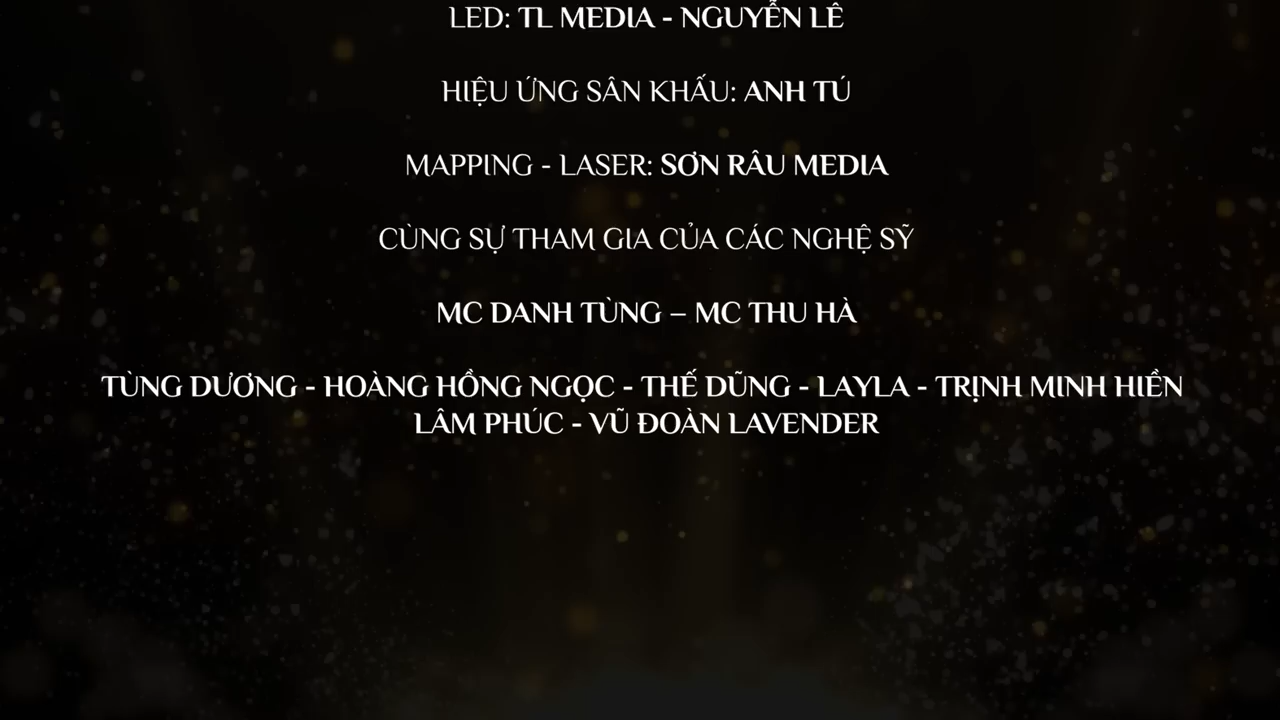 LED: TL MEDIA - NGUYỄN LÊ
HIỆU ỨNG SÂN KHẤU: ANH TÚ
MAPPING - LASER: SƠN RÂU MEDIA
CÙNG SỰ THAM GIA CỦA CÁC NGHỆ SỸ
MC DANH TÙNG – MC THU HÀ
TÙNG DƯƠNG - HOÀNG HỒNG NGỌC - THẾ DŨNG - LAYLA - TRỊNH MINH HIỀN
LÂM PHÚC - VŨ ĐOÀN LAVENDER